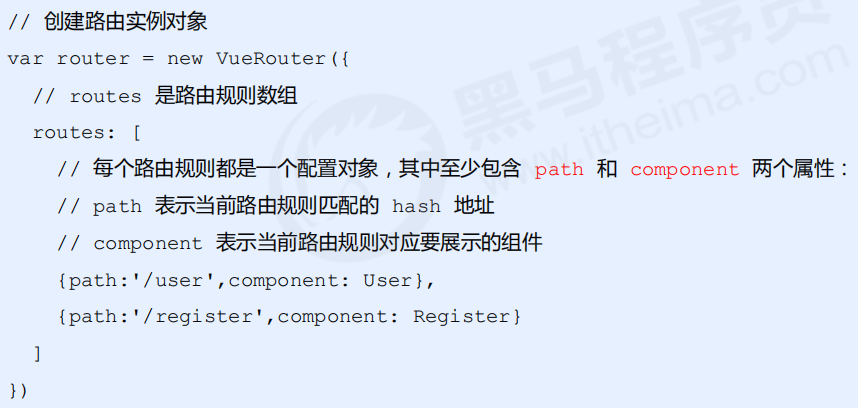 // 创建路由实例对象
var router = new VueRouter({
// routes 是路由规则数组
routes: [
// 每个路由规则都是一个配置对象，其中至少包含 path 和 component 两个属性：
// path 表示当前路由规则匹配的 hash 地址
// component 表示当前路由规则对应要展示的组件
{path:'/user',component: User},
{path:'/register',component: Register}
]
})
黑马程序员
www.itheima.com